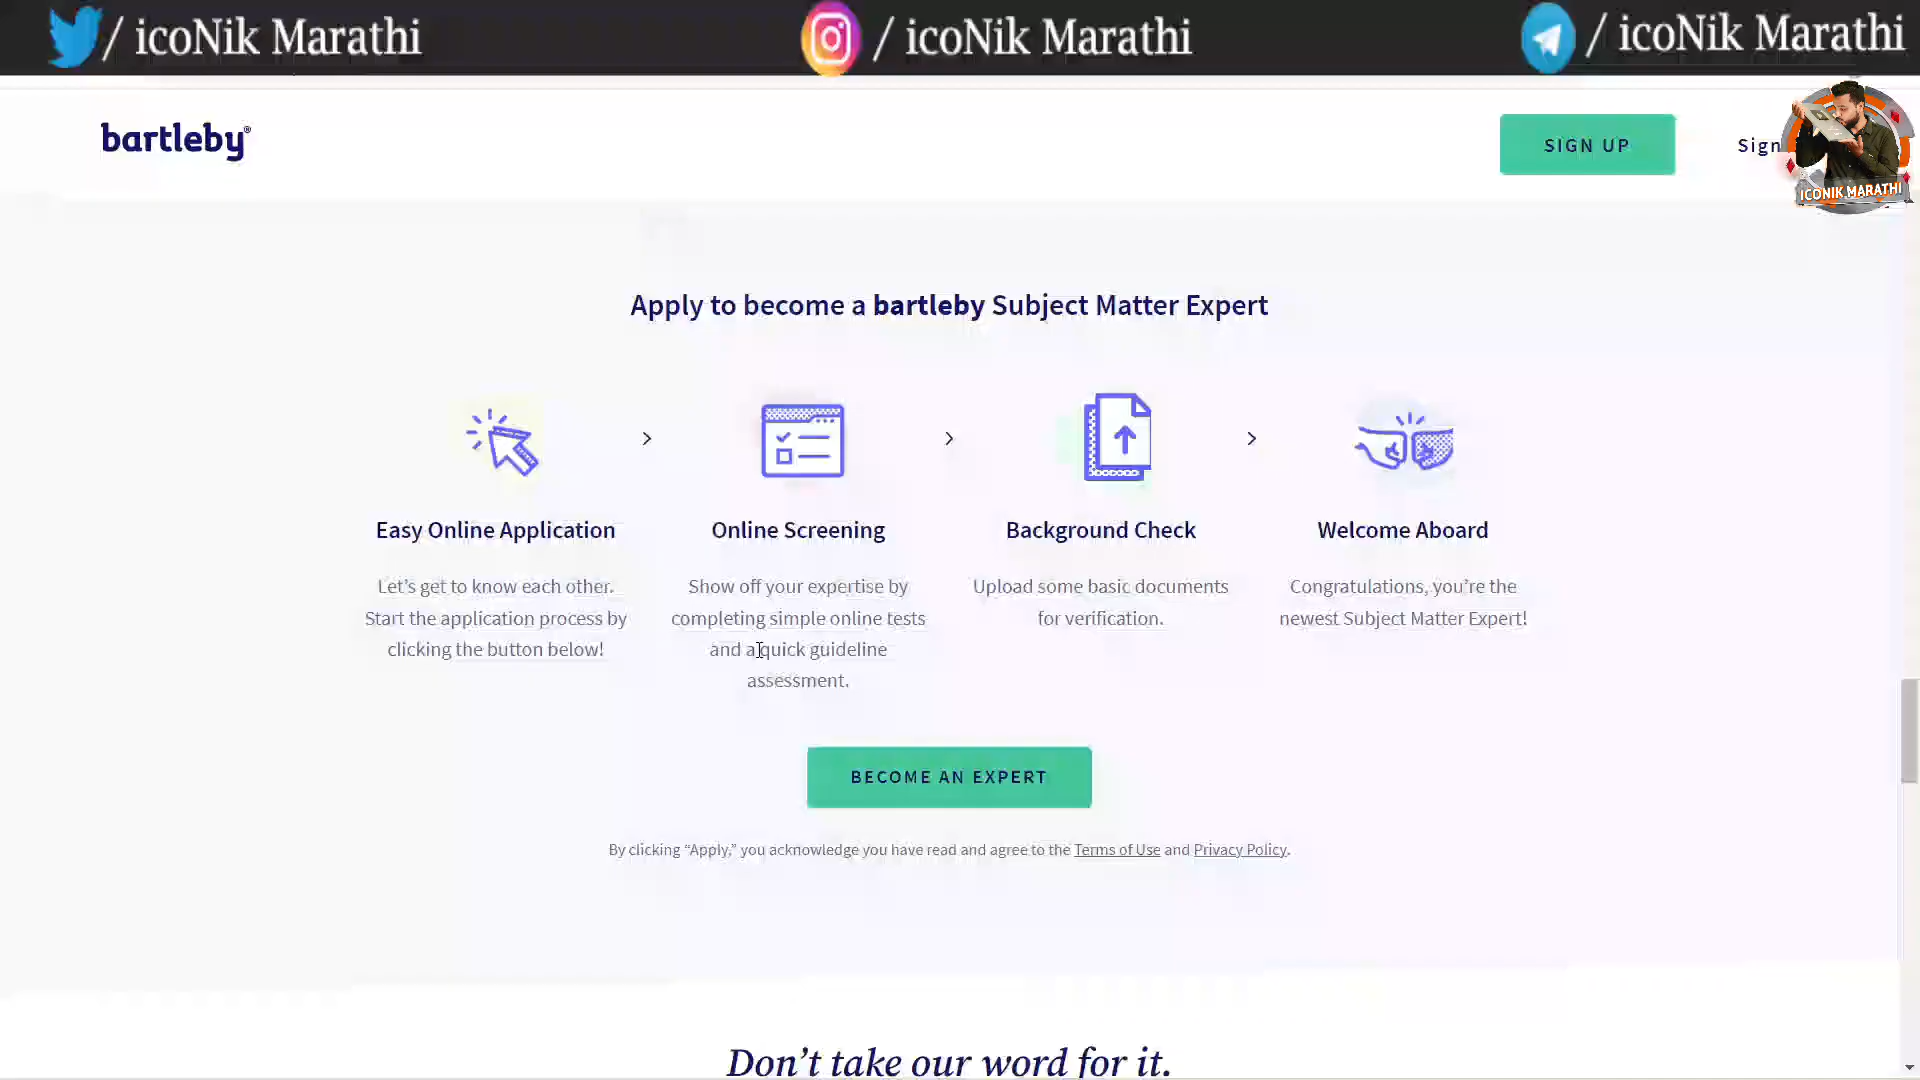 / icoNik Marathi
/ icoNik Marathi
/ icoNik Marathi
bartleby®
SIGN UP
Sign
ICONIK MARATHI
Apply to become a bartleby Subject Matter Expert
Easy Online Application
Let’s get to know each other.
Start the application process by
clicking the button below!
Online Screening
Show off your expertise by
completing simple online tests
and a quick guideline
assessment.
Background Check
Upload some basic documents
for verification.
Welcome Aboard
Congratulations, you’re the
newest Subject Matter Expert!
BECOME AN EXPERT
By clicking “Apply,” you acknowledge you have read and agree to the Terms of Use and Privacy Policy.
Don’t take our word for it.